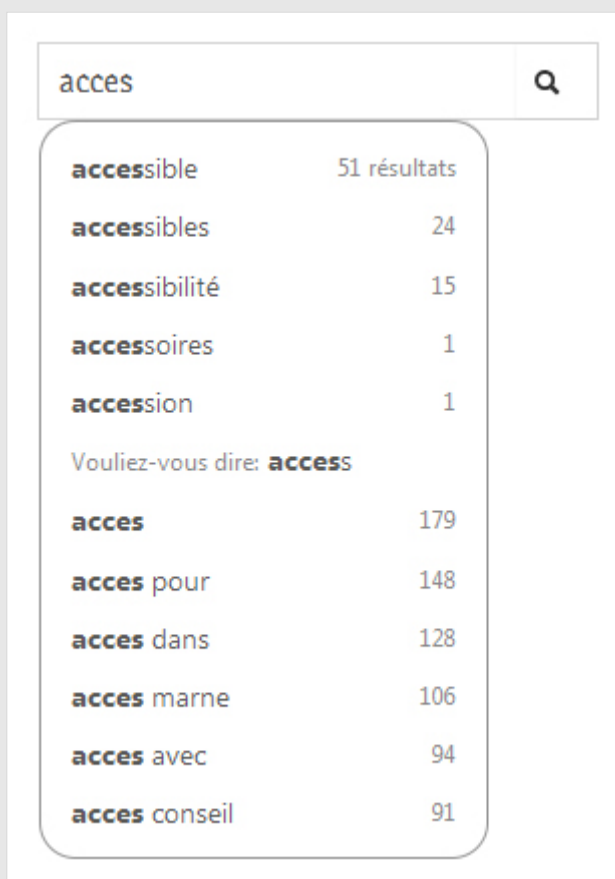 acces
accessible 51 résultats
accessibles 24
accessibilité 15
accessoires 1
accession 1
Vouliez-vous dire: access
acces 179
acces pour 148
acces dans 128
acces marne 106
acces avec 94
acces conseil 91